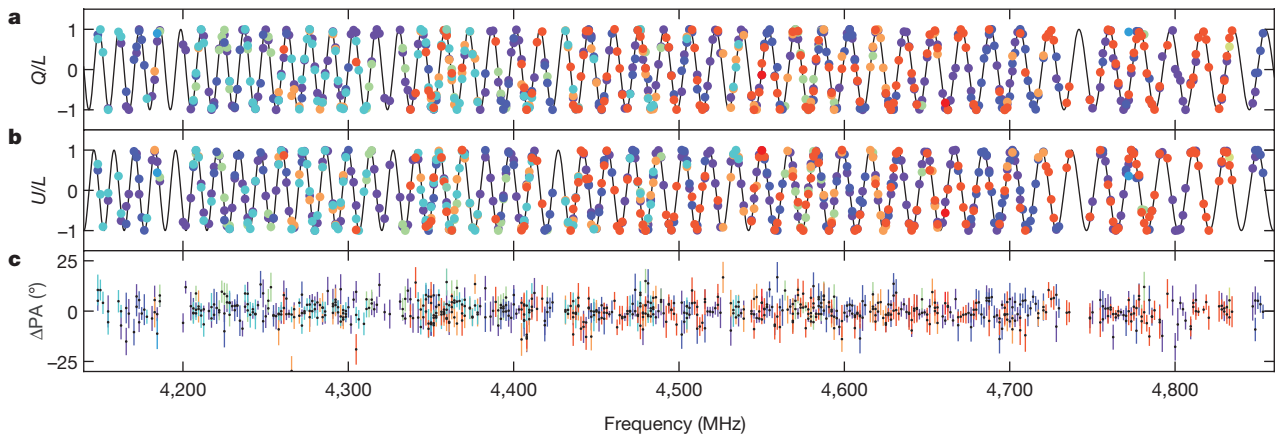 a
1
0
−1
Q/L
b
1
0
−1
U/L
c
25
0
−25
ΔPA (°)
4,200 4,300 4,400 4,500 4,600 4,700 4,800
Frequency (MHz)